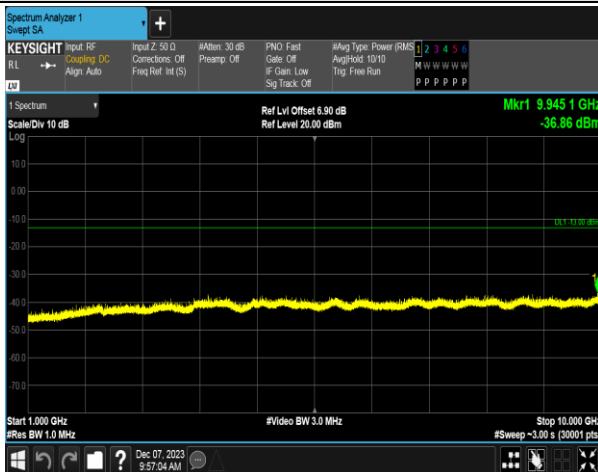 Spectrum Analyzer 1
Swept SA
+
KEYSIGHT
RL
LXI
Input: RF
Coupling: DC
Align: Auto
Input Z: 50 Ω
Corrections: Off
Freq Ref: Int (S)
#Atten: 30 dB
Preamp: Off
PNO: Fast
Gate: Off
IF Gain: Low
Sig Track: Off
#Avg Type: Power (RMS
Avg|Hold: 10/10
Trig: Free Run
1 2 3 4 5 6
M W W W W W
P P P P P P
1 Spectrum
Scale/Div 10 dB
Log
Ref Lvl Offset 6.90 dB
Ref Level 20.00 dBm
Mkr1 9.945 1 GHz
-36.86 dBm
10.0
0.00
-10.0
DL1 -13.00 dBm
-20.0
-30.0
1
-40.0
-50.0
-60.0
-70.0
Start 1.000 GHz
#Res BW 1.0 MHz
#Video BW 3.0 MHz
Stop 10.000 GHz
#Sweep ~3.00 s (30001 pts)
?
Dec 07, 2023
9:57:04 AM